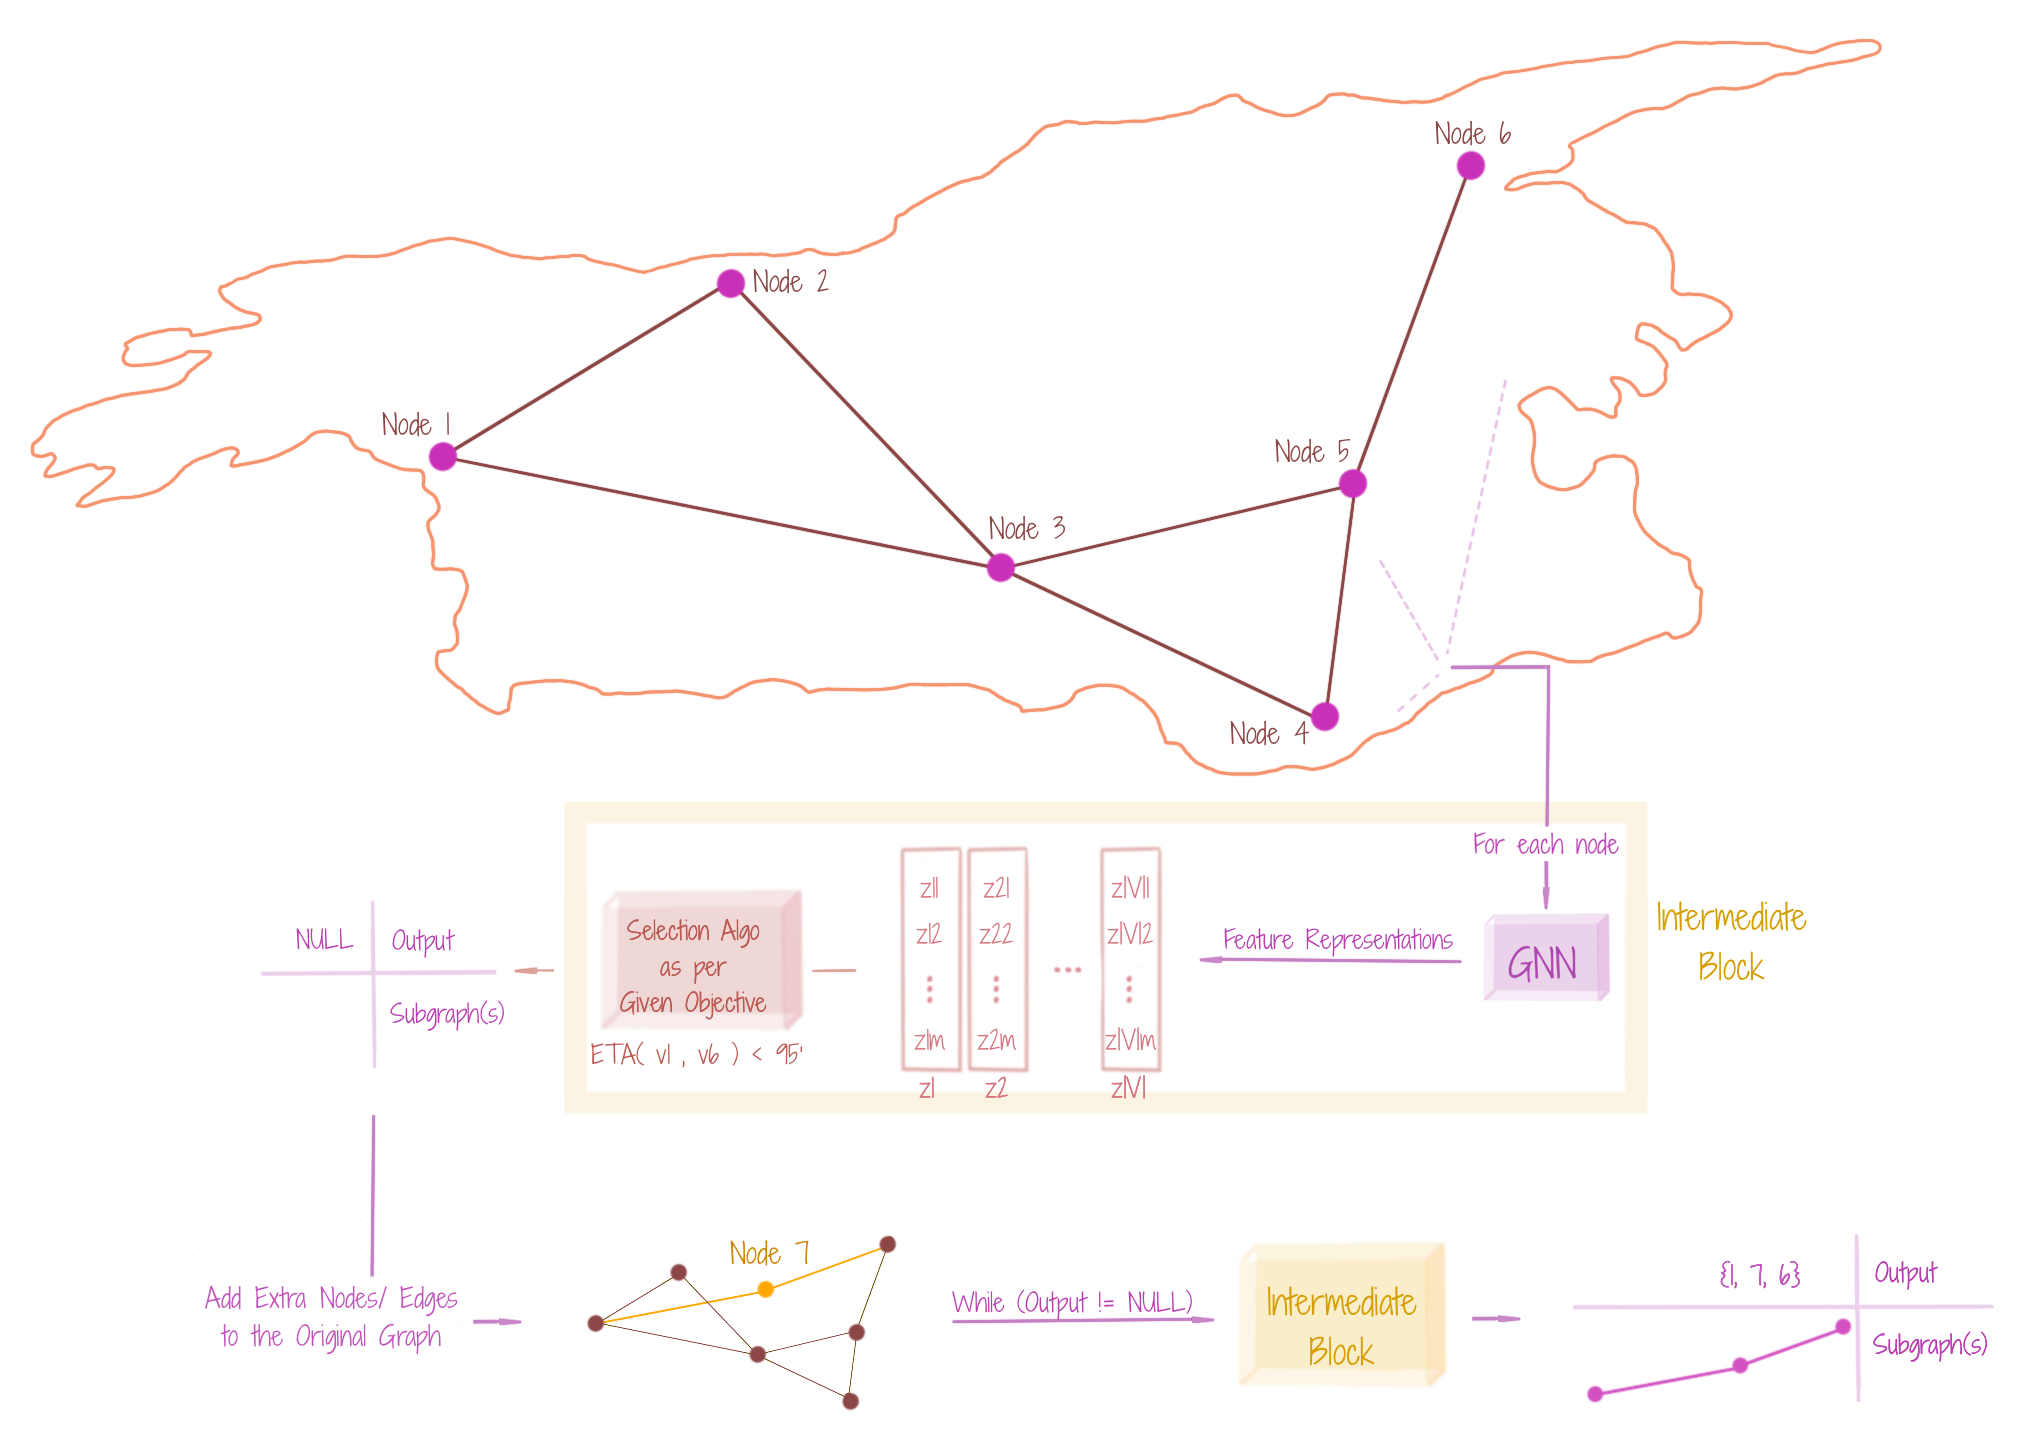 Node 6
Node 2
Node 1
Node 5
Node 3
Node 4
For each node
GNN
Intermediate
Block
Feature Representations
z11
z12
z1m
z1
z21
z22
z2m
z2
z|V|1
z|V|2
z|V|m
z|V|
Selection Algo
as per
Given Objective
ETA( v1 , v6 ) < 95'
NULL
Output
Subgraph(s)
Add Extra Nodes/ Edges
to the Original Graph
Node 7
While (Output != NULL)
Intermediate
Block
{1, 7, 6}
Output
Subgraph(s)